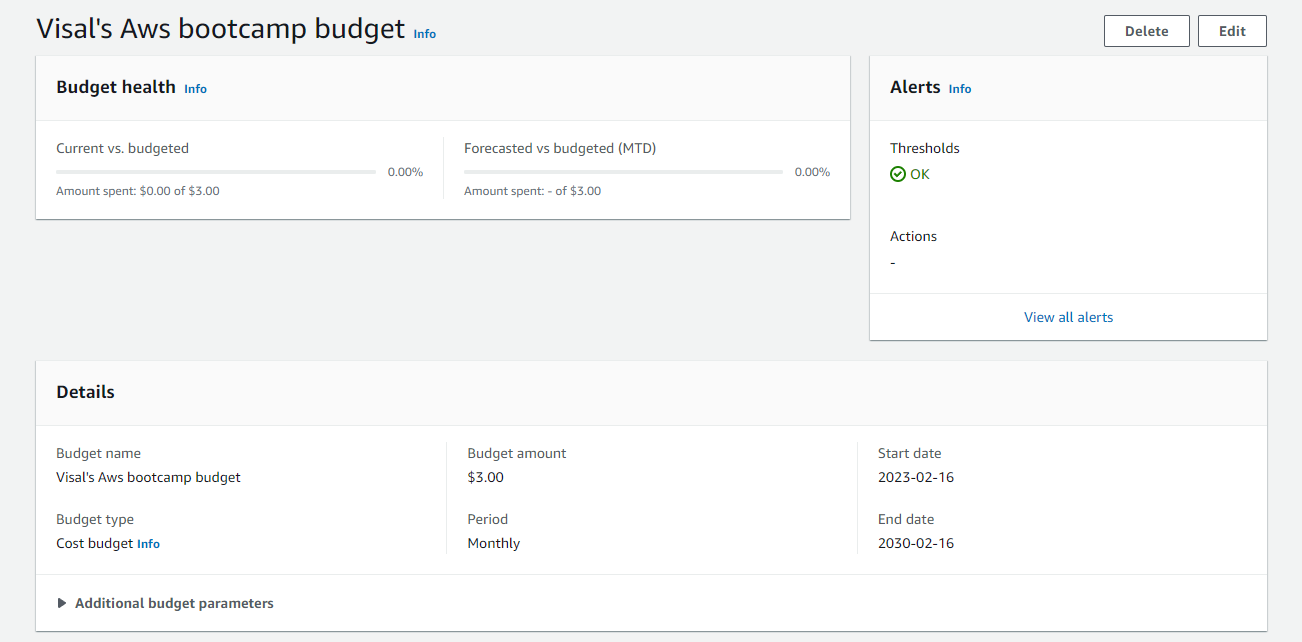 Visal's Aws bootcamp budget Info
Delete
Edit
Budget health Info
Current vs. budgeted
0.00%
Amount spent: $0.00 of $3.00
Forecasted vs budgeted (MTD)
0.00%
Amount spent: - of $3.00
Alerts Info
Thresholds
OK
Actions
-
View all alerts
Details
Budget name
Visal's Aws bootcamp budget
Budget type
Cost budget Info
Budget amount
$3.00
Period
Monthly
Start date
2023-02-16
End date
2030-02-16
Additional budget parameters